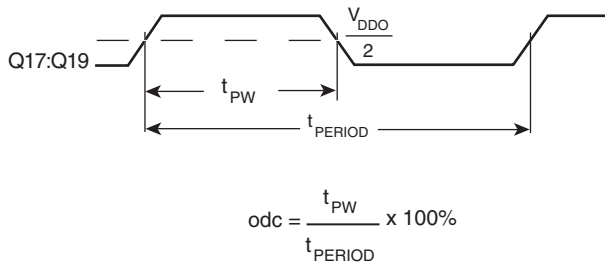 V_DDO
2
Q17:Q19
t_PW
t_PERIOD
t_PW
odc = x 100%
t_PERIOD